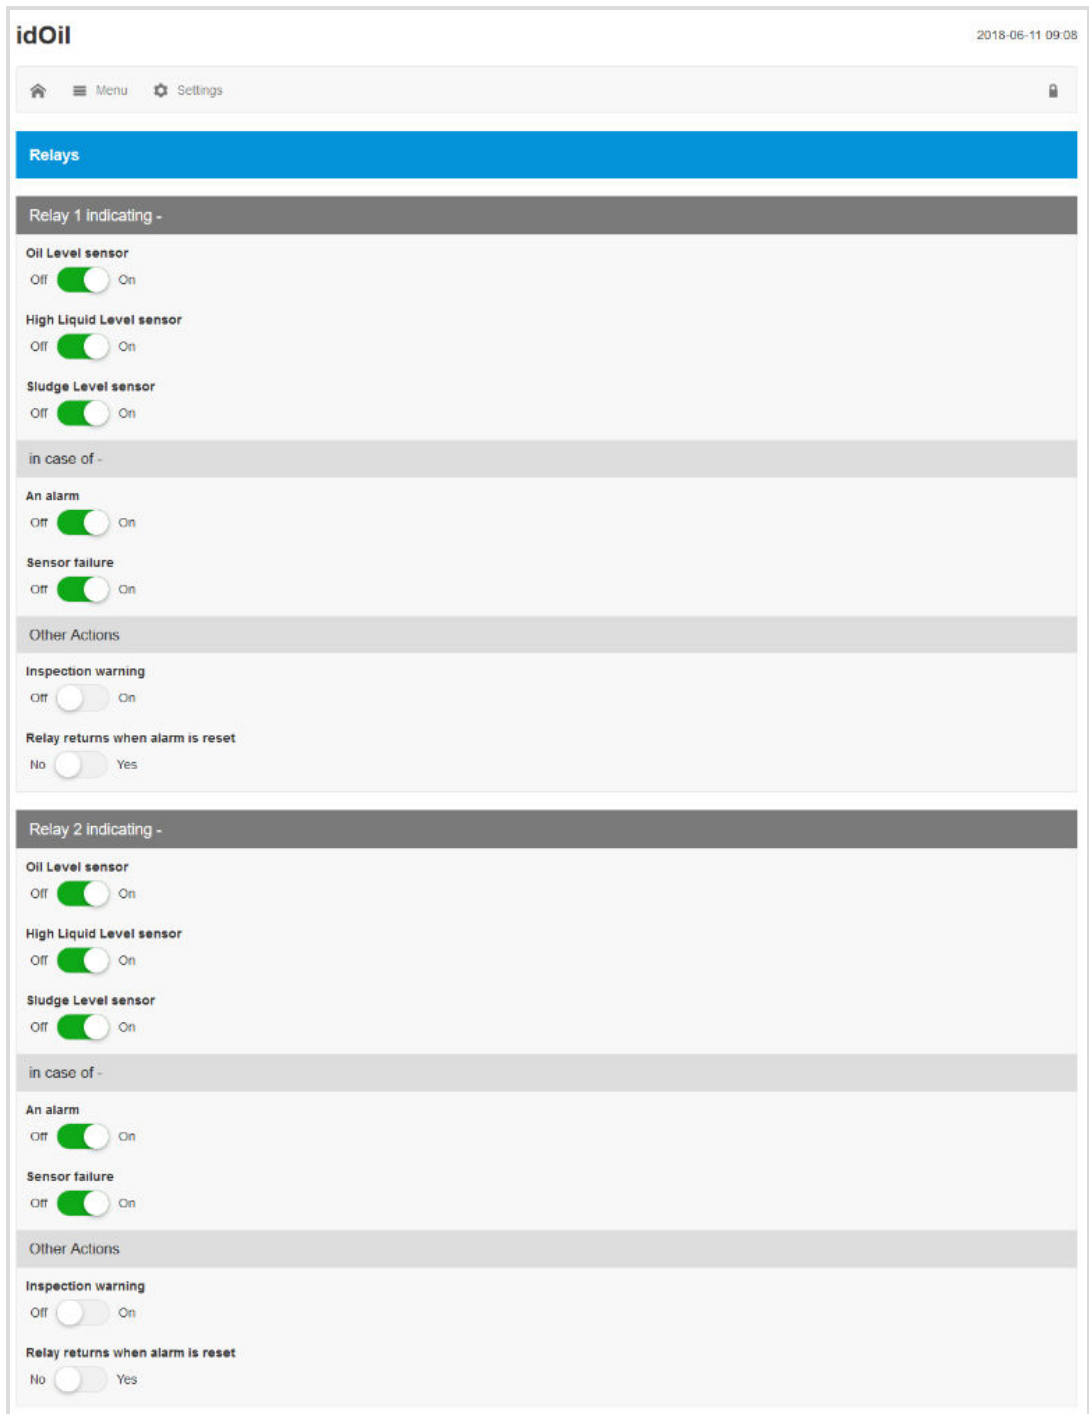 idOil
2018-06-11 09:08
Menu Settings
Relays
Relay 1 indicating -
Oil Level sensor
Off On
High Liquid Level sensor
Off On
Sludge Level sensor
Off On
in case of -
An alarm
Off On
Sensor failure
Off On
Other Actions
Inspection warning
Off On
Relay returns when alarm is reset
No Yes
Relay 2 indicating -
Oil Level sensor
Off On
High Liquid Level sensor
Off On
Sludge Level sensor
Off On
in case of -
An alarm
Off On
Sensor failure
Off On
Other Actions
Inspection warning
Off On
Relay returns when alarm is reset
No Yes